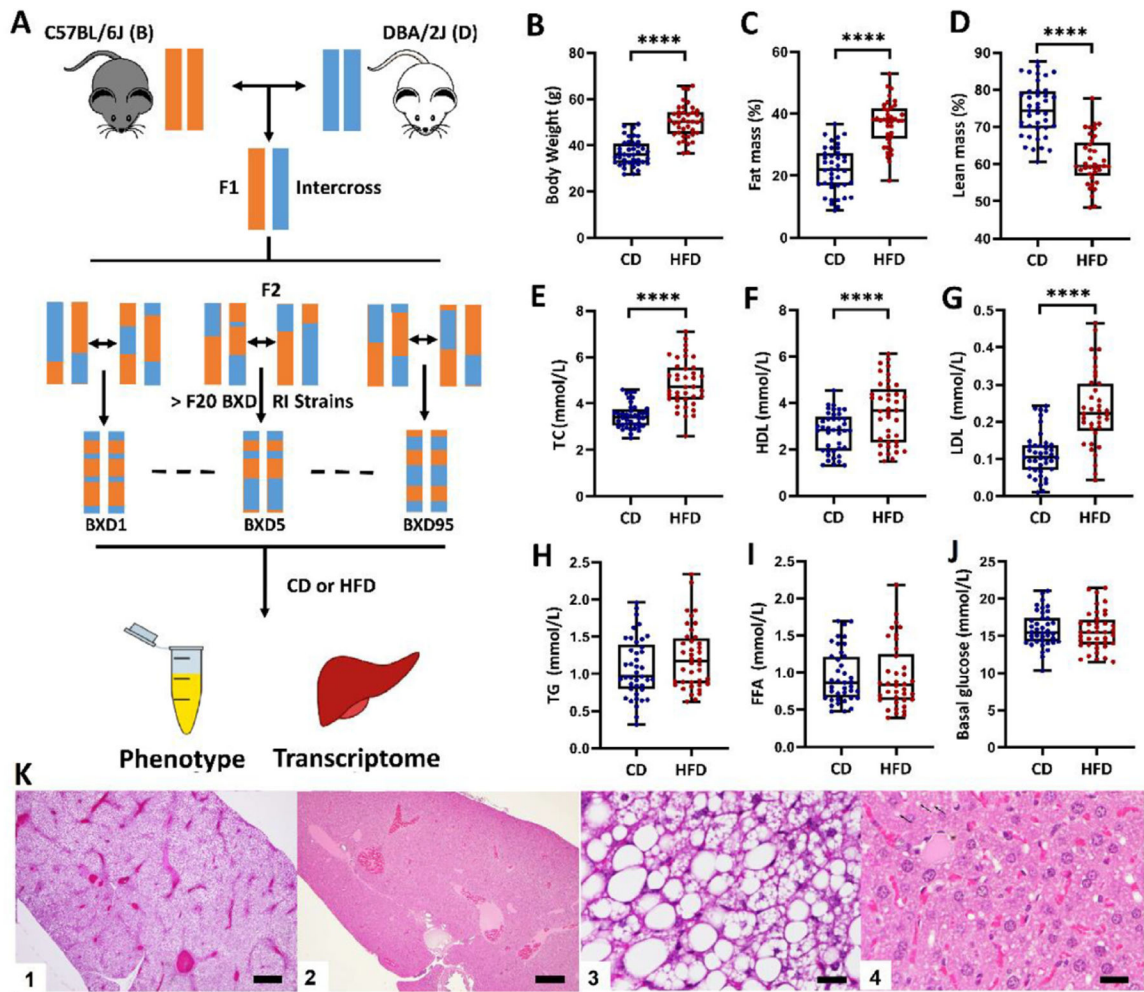 A
C57BL/6J (B)
DBA/2J (D)
F1
Intercross
F2
> F20 BXD RI Strains
BXD1
BXD5
BXD95
CD or HFD
Phenotype
Transcriptome
B
****
Body Weight (g)
80
60
40
20
0
CD
HFD
C
****
Fat mass (%)
60
40
20
0
CD
HFD
D
****
Lean mass (%)
90
80
70
60
50
40
CD
HFD
E
****
TC (mmol/L)
8
6
4
2
0
CD
HFD
F
****
HDL (mmol/L)
8
6
4
2
0
CD
HFD
G
****
LDL (mmol/L)
0.5
0.4
0.3
0.2
0.1
0.0
CD
HFD
H
TG (mmol/L)
2.5
2.0
1.5
1.0
0.5
0.0
CD
HFD
I
FFA (mmol/L)
2.5
2.0
1.5
1.0
0.5
0.0
CD
HFD
J
Basal glucose (mmol/L)
25
20
15
10
5
0
CD
HFD
K
1
2
3
4